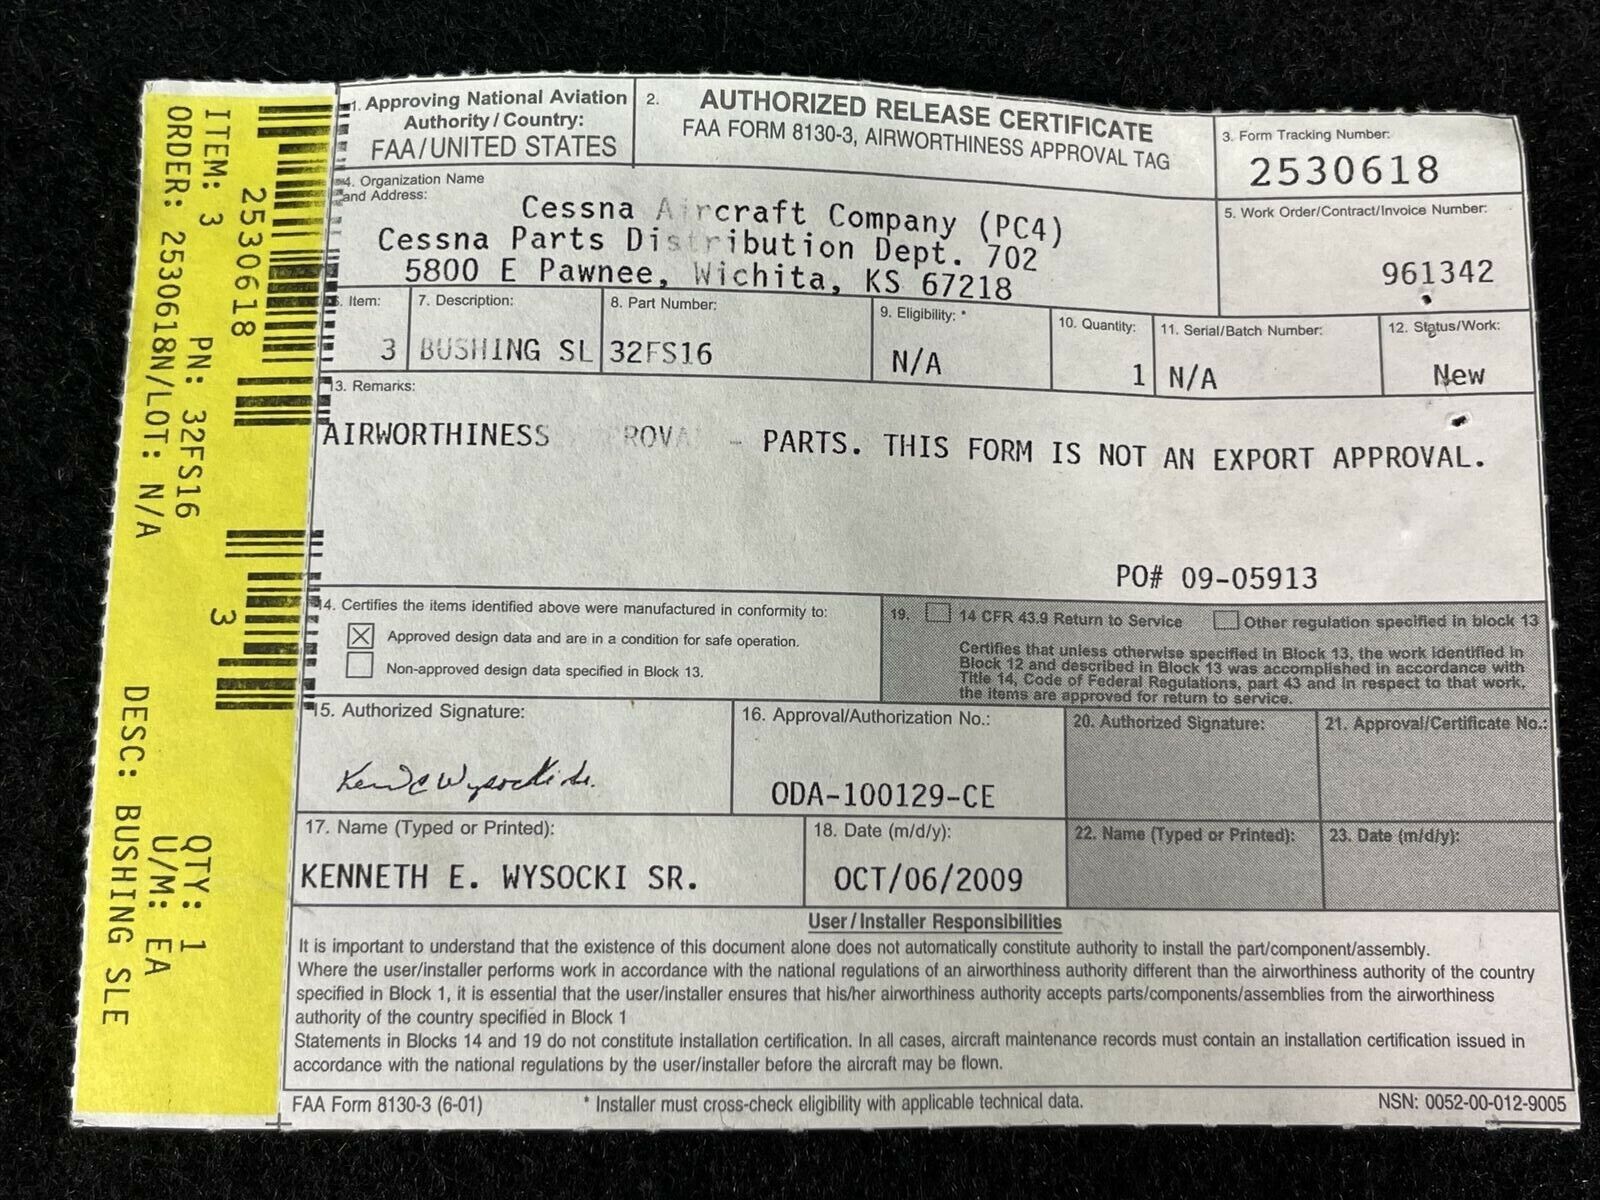 ITEM: 3
ORDER: 2530618N/LOT: N/A
2530618
PN: 32FS16
3
QTY: 1
U/M: EA
DESC: BUSHING SLE
1. Approving National Aviation
Authority / Country:
FAA/UNITED STATES
2.
AUTHORIZED RELEASE CERTIFICATE
FAA FORM 8130-3, AIRWORTHINESS APPROVAL TAG
3. Form Tracking Number:
2530618
4. Organization Name
and Address:
Cessna Aircraft Company (PC4)
Cessna Parts Distribution Dept. 702
5800 E Pawnee, Wichita, KS 67218
5. Work Order/Contract/Invoice Number:
961342
6. Item:
3
7. Description:
BUSHING SL
8. Part Number:
32FS16
9. Eligibility: *
N/A
10. Quantity:
1
11. Serial/Batch Number:
N/A
12. Status/Work:
New
13. Remarks:
AIRWORTHINESS ROVA - PARTS. THIS FORM IS NOT AN EXPORT APPROVAL.
PO# 09-05913
14. Certifies the items identified above were manufactured in conformity to:
Approved design data and are in a condition for safe operation.
Non-approved design data specified in Block 13.
19. 14 CFR 43.9 Return to Service Other regulation specified in block 13
Certifies that unless otherwise specified in Block 13, the work identified in
Block 12 and described in Block 13 was accomplished in accordance with
Title 14, Code of Federal Regulations, part 43 and in respect to that work,
the items are approved for return to service.
15. Authorized Signature:
16. Approval/Authorization No.:
ODA-100129-CE
20. Authorized Signature:
21. Approval/Certificate No.:
17. Name (Typed or Printed):
KENNETH E. WYSOCKI SR.
18. Date (m/d/y):
OCT/06/2009
22. Name (Typed or Printed):
23. Date (m/d/y):
User / Installer Responsibilities
It is important to understand that the existence of this document alone does not automatically constitute authority to install the part/component/assembly.
Where the user/installer performs work in accordance with the national regulations of an airworthiness authority different than the airworthiness authority of the country
specified in Block 1, it is essential that the user/installer ensures that his/her airworthiness authority accepts parts/components/assemblies from the airworthiness
authority of the country specified in Block 1
Statements in Blocks 14 and 19 do not constitute installation certification. In all cases, aircraft maintenance records must contain an installation certification issued in
accordance with the national regulations by the user/installer before the aircraft may be flown.
FAA Form 8130-3 (6-01)
* Installer must cross-check eligibility with applicable technical data.
NSN: 0052-00-012-9005